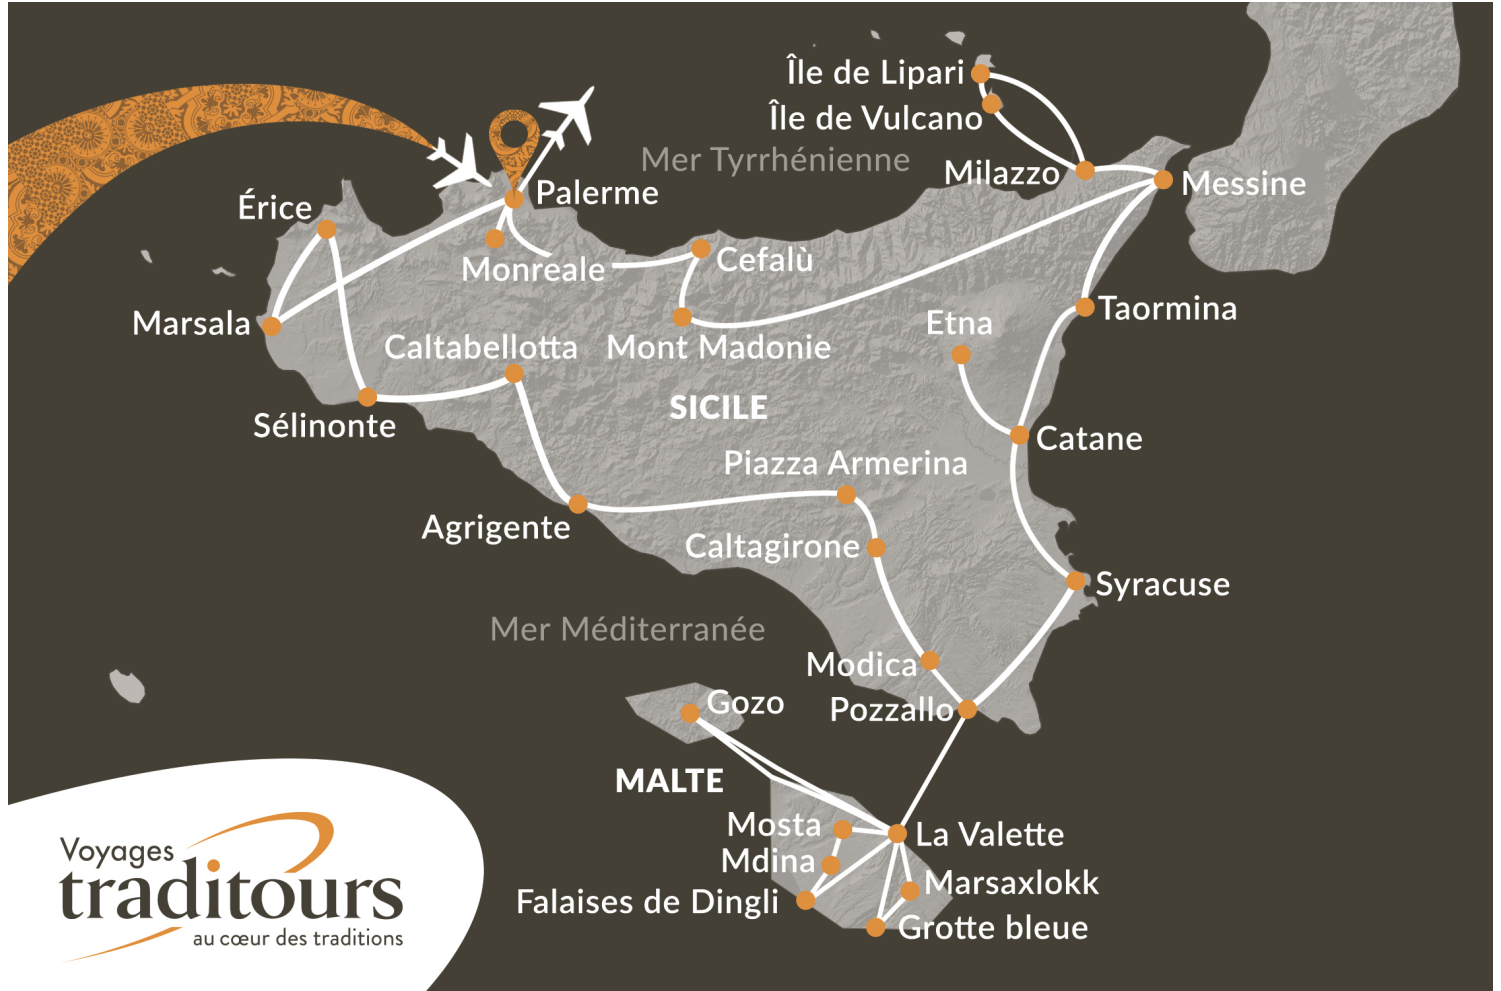 Île de Lipari
Île de Vulcano
Mer Tyrrhénienne
Milazzo
Messine
Palerme
Érice
Monreale
Cefalù
Marsala
Taormina
Etna
Caltabellotta
Mont Madonie
SICILE
Sélinonte
Catane
Piazza Armerina
Agrigente
Caltagirone
Syracuse
Mer Méditerranée
Modica
Gozo
Pozzallo
MALTE
Mosta
La Valette
Mdina
Marsaxlokk
Falaises de Dingli
Grotte bleue
Voyages
traditours
au cœur des traditions